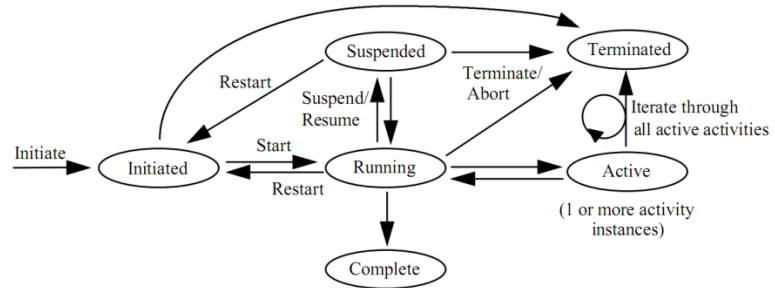 Suspended
Terminated
Restart
Terminate/
Abort
Suspend/
Resume
Iterate through
all active activities
Initiate
Initiated
Start
Restart
Running
Active
(1 or more activity
instances)
Complete